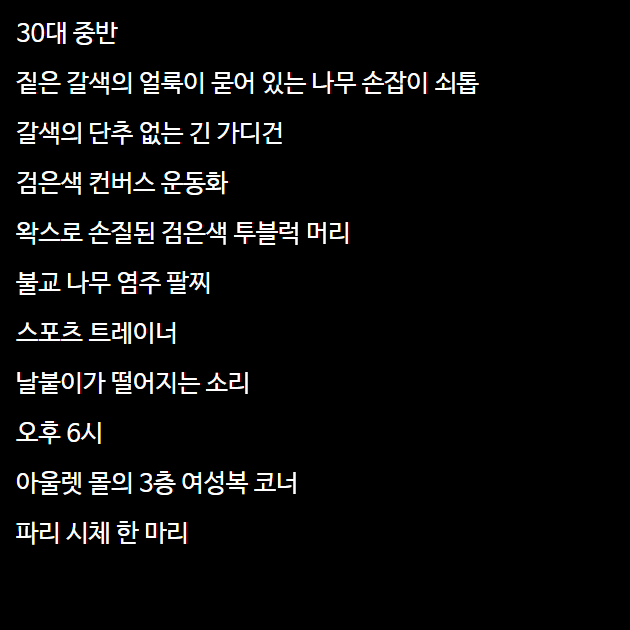 30대 중반
짙은 갈색의 얼룩이 묻어 있는 나무 손잡이 쇠톱
갈색의 단추 없는 긴 가디건
검은색 컨버스 운동화
왁스로 손질된 검은색 투블럭 머리
불교 나무 염주 팔찌
스포츠 트레이너
날붙이가 떨어지는 소리
오후 6시
아울렛 몰의 3층 여성복 코너
파리 시체 한 마리